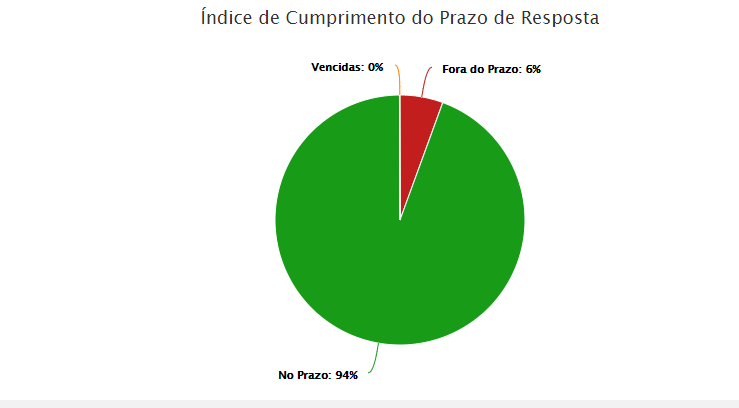 Índice de Cumprimento do Prazo de Resposta
Vencidas: 0%
Fora do Prazo: 6%
No Prazo: 94%